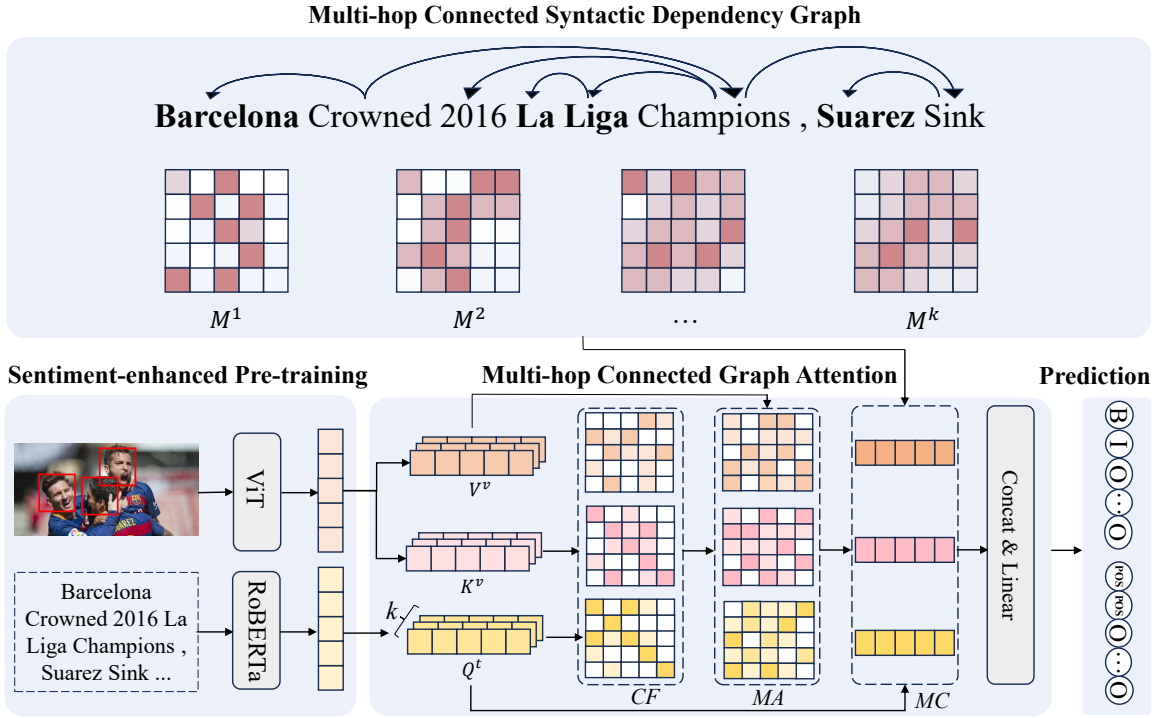 Multi-hop Connected Syntactic Dependency Graph
Barcelona Crowned 2016 La Liga Champions , Suarez Sink
M¹ M² ... Mᵏ
Sentiment-enhanced Pre-training
Multi-hop Connected Graph Attention
Prediction
ViT
SUAREZ
Barcelona
Crowned 2016 La
Liga Champions ,
Suarez Sink ...
RoBERTa
Vᵛ
Kᵛ
k
Qᵗ
CF
MA
MC
Concat & Linear
B
I
O
...
O
POS
POS
O
...
O